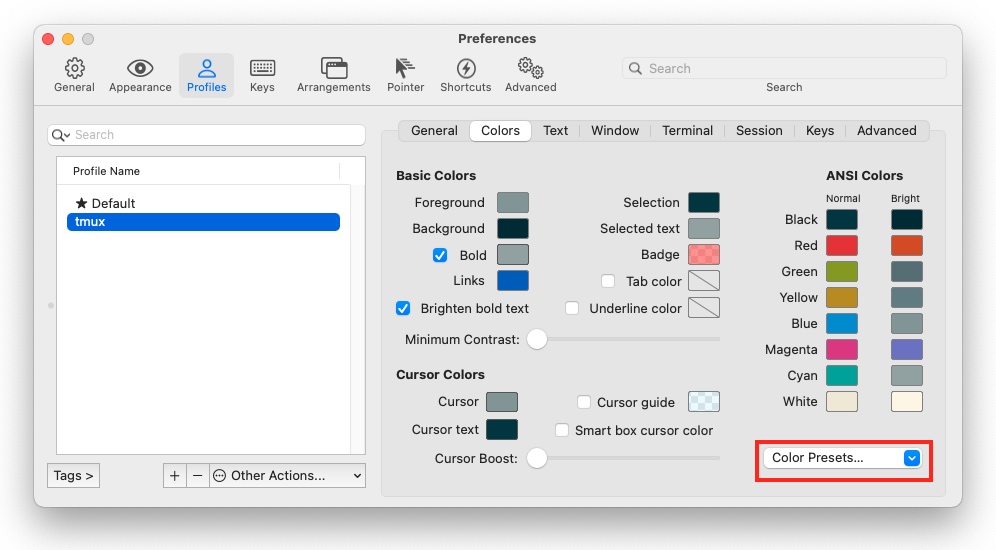 Preferences
General Appearance Profiles Keys Arrangements Pointer Shortcuts Advanced
Search
Search
Search
General Colors Text Window Terminal Session Keys Advanced
Profile Name
★ Default
tmux
Tags >
+ − Other Actions...
Basic Colors
Foreground
Background
Bold
Links
Brighten bold text
Minimum Contrast:
Selection
Selected text
Badge
Tab color
Underline color
Cursor Colors
Cursor
Cursor text
Cursor Boost:
Cursor guide
Smart box cursor color
ANSI Colors
Normal Bright
Black
Red
Green
Yellow
Blue
Magenta
Cyan
White
Color Presets...